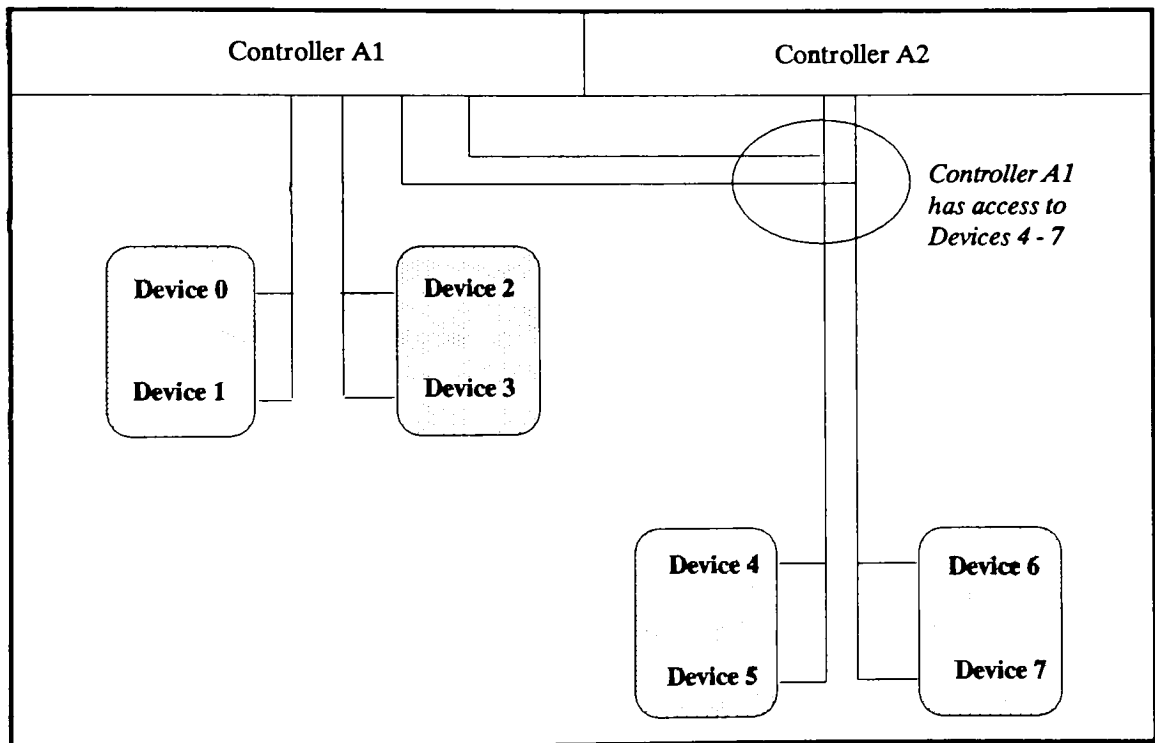 Controller A1
Controller A2
Controller A1
has access to
Devices 4 - 7
Device 0
Device 2
Device 1
Device 3
Device 4
Device 6
Device 5
Device 7